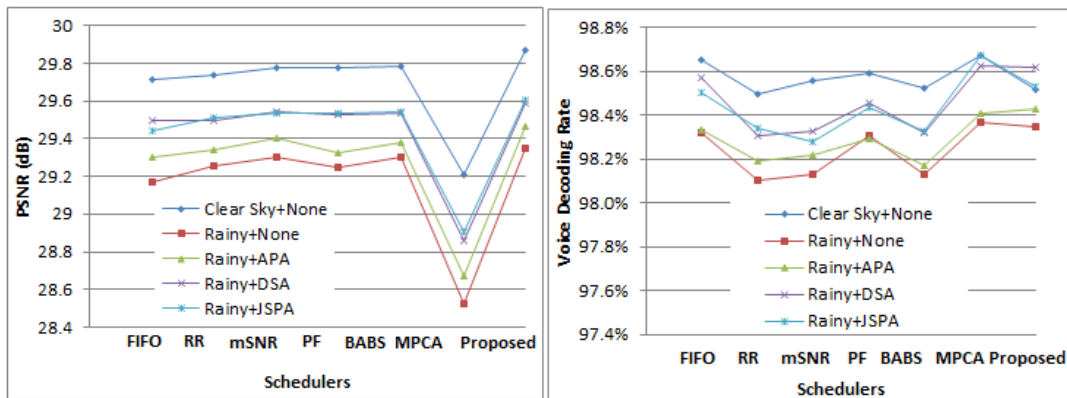 30
29.8
29.6
29.4
29.2
29
28.8
28.6
28.4
PSNR (dB)
Clear Sky+None
Rainy+None
Rainy+APA
Rainy+DSA
Rainy+JSPA
FIFO RR mSNR PF BABS MPCA Proposed
Schedulers
98.8%
98.6%
98.4%
98.2%
98.0%
97.8%
97.6%
97.4%
Voice Decoding Rate
Clear Sky+None
Rainy+None
Rainy+APA
Rainy+DSA
Rainy+JSPA
FIFO RR mSNR PF BABS MPCA Proposed
Schedulers